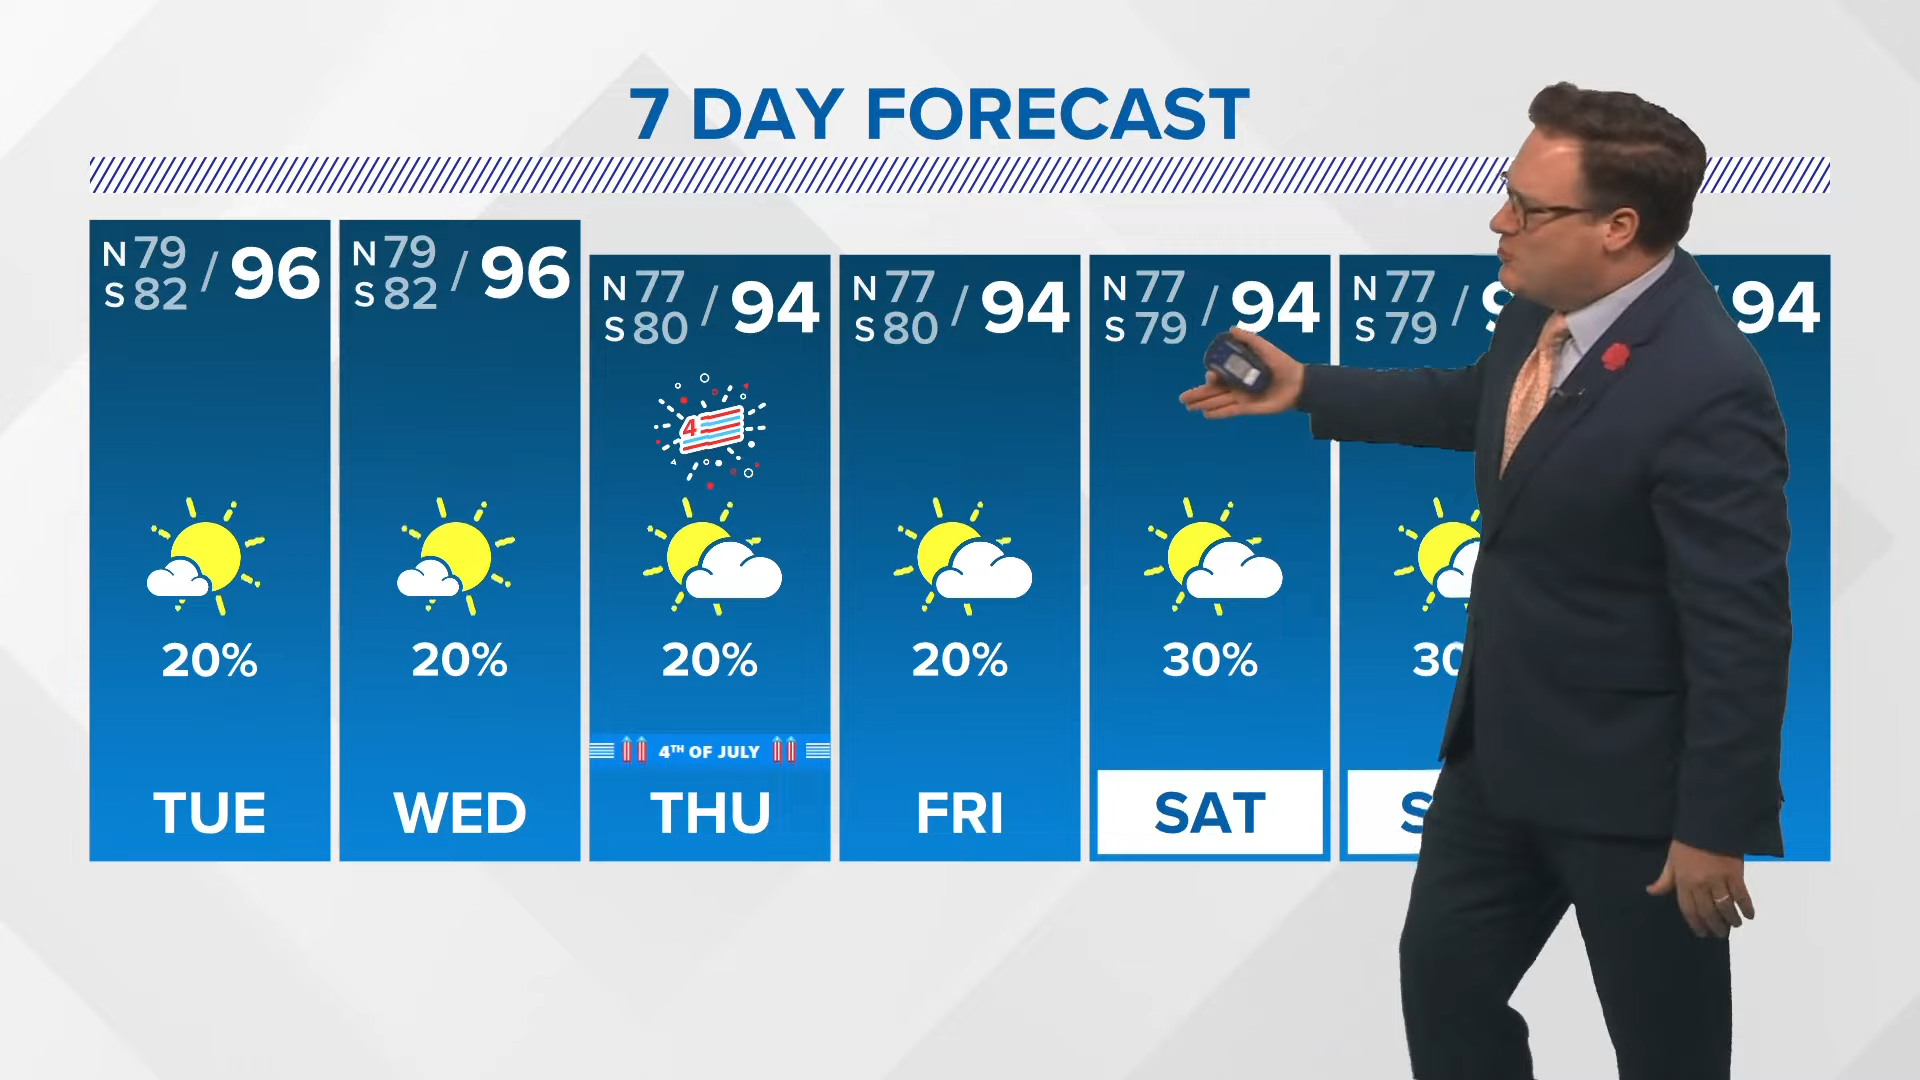 7 DAY FORECAST
N 79 / 96
S 82
N 79 / 96
S 82
N 77 / 94
S 80
N 77 / 94
S 80
N 77 / 94
S 79
N 77 /
S 79
94
4
20%
20%
20%
20%
30%
4TH OF JULY
TUE
WED
THU
FRI
SAT